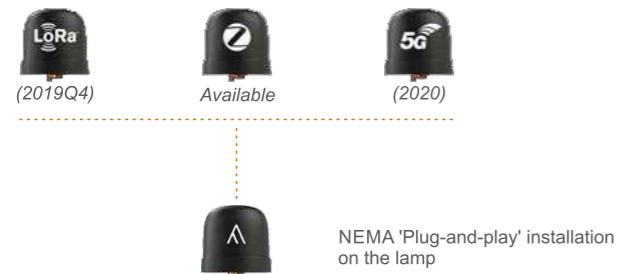 LoRa
5G
(2019Q4)
Available
(2020)
NEMA 'Plug-and-play' installation
on the lamp